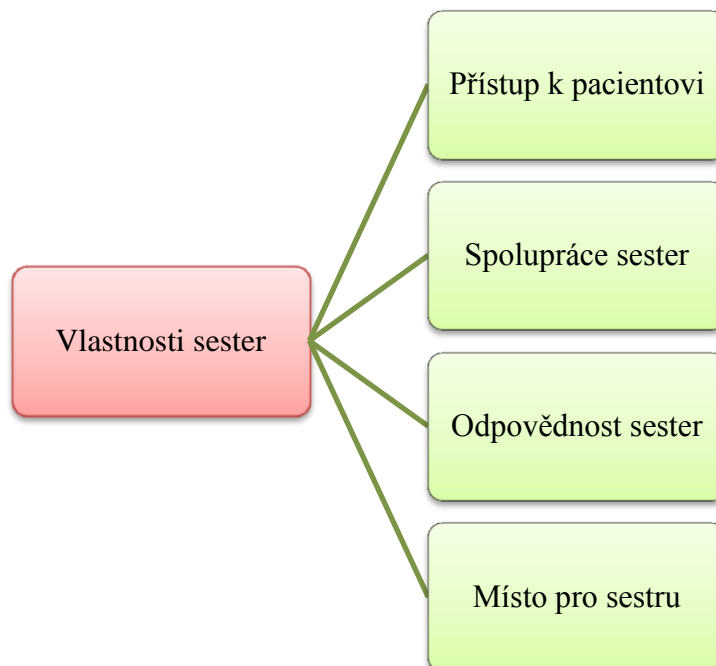 Přístup k pacientovi
Spolupráce sester
Vlastnosti sester
Odpovědnost sester
Místo pro sestru